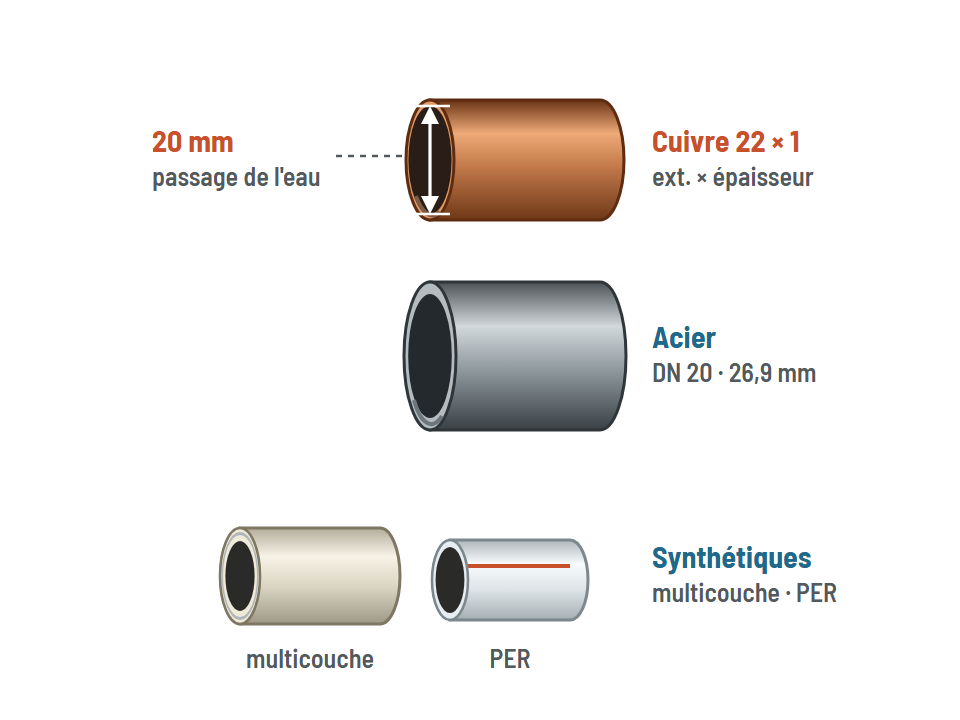 20 mm
passage de l'eau
Cuivre 22 × 1
ext. × épaisseur
Acier
DN 20 · 26,9 mm
Synthétiques
multicouche · PER
multicouche
PER